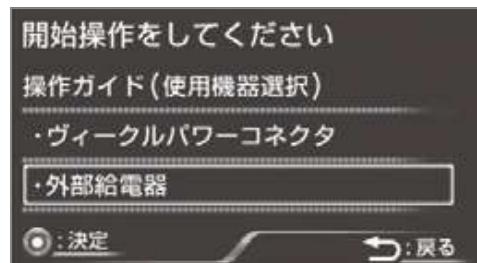 開始操作をしてください
操作ガイド(使用機器選択)
・ヴィークルパワーコネクタ
・外部給電器
:決定 :戻る